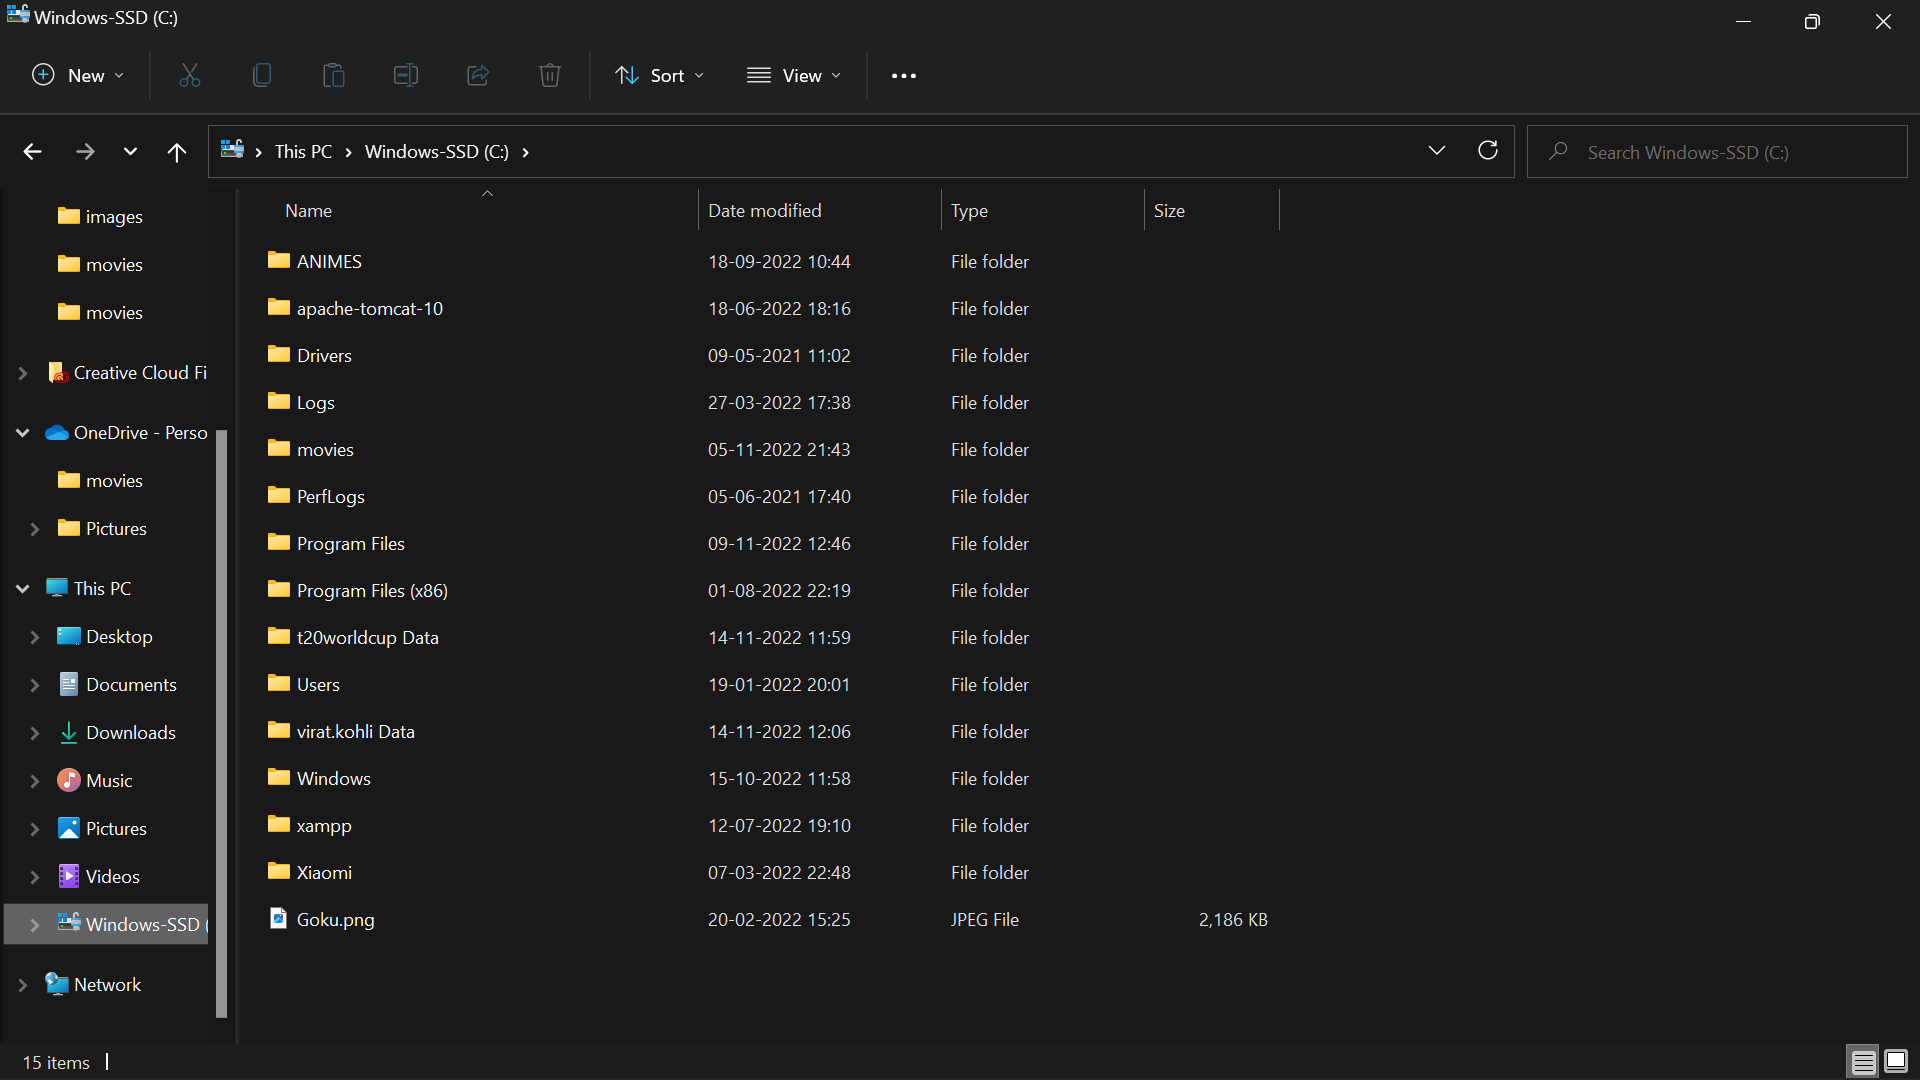 Windows-SSD (C:)
New
Sort
View
This PC > Windows-SSD (C:) >
Search Windows-SSD (C:)
images
movies
movies
Creative Cloud Fi
OneDrive - Perso
movies
Pictures
This PC
Desktop
Documents
Downloads
Music
Pictures
Videos
Windows-SSD (
Network
Name Date modified Type Size
ANIMES 18-09-2022 10:44 File folder
apache-tomcat-10 18-06-2022 18:16 File folder
Drivers 09-05-2021 11:02 File folder
Logs 27-03-2022 17:38 File folder
movies 05-11-2022 21:43 File folder
PerfLogs 05-06-2021 17:40 File folder
Program Files 09-11-2022 12:46 File folder
Program Files (x86) 01-08-2022 22:19 File folder
t20worldcup Data 14-11-2022 11:59 File folder
Users 19-01-2022 20:01 File folder
virat.kohli Data 14-11-2022 12:06 File folder
Windows 15-10-2022 11:58 File folder
xampp 12-07-2022 19:10 File folder
Xiaomi 07-03-2022 22:48 File folder
Goku.png 20-02-2022 15:25 JPEG File 2,186 KB
15 items